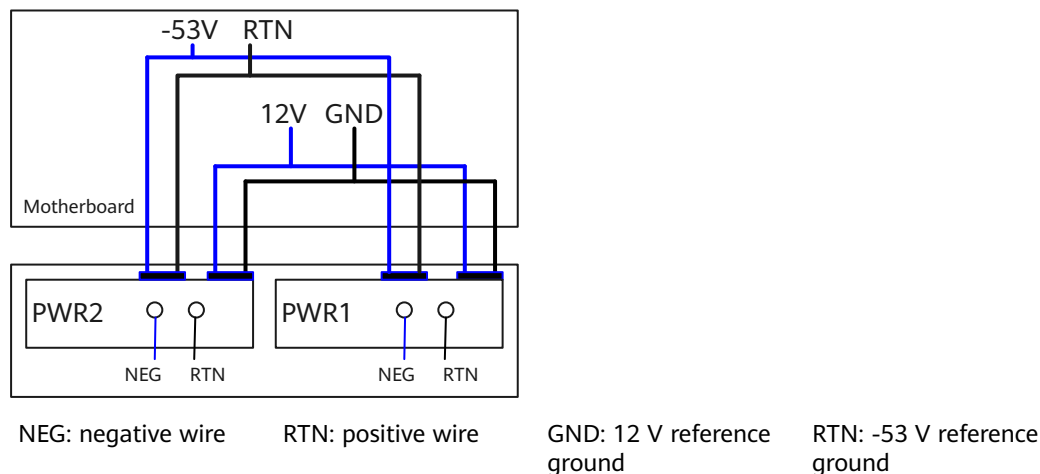 -53V RTN
12V GND
Motherboard
PWR2 PWR1
NEG RTN NEG RTN
NEG: negative wire RTN: positive wire GND: 12 V reference ground RTN: -53 V reference ground